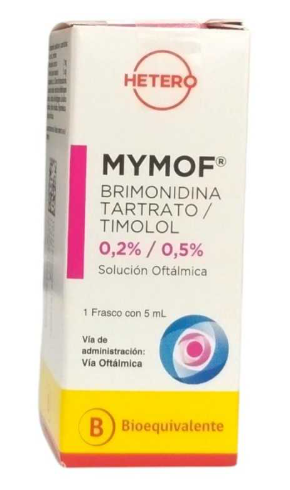 HETERO
MYMOF®
BRIMONIDINA
TARTRATO /
TIMOLOL
0,2% / 0,5%
Solución Oftálmica
1 Frasco con 5 mL
Vía de
administración:
Vía Oftálmica
B Bioequivalente